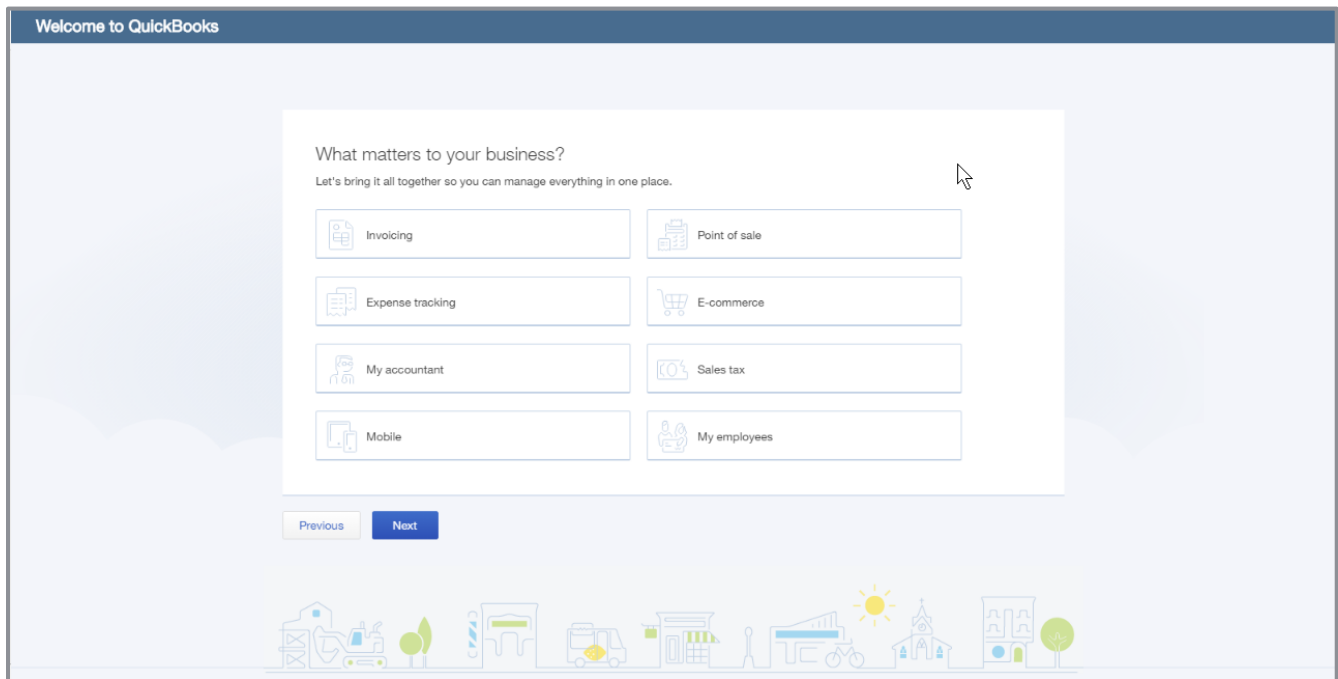 Welcome to QuickBooks
What matters to your business?
Let's bring it all together so you can manage everything in one place.
Invoicing
Point of sale
Expense tracking
E-commerce
My accountant
Sales tax
Mobile
My employees
Previous
Next